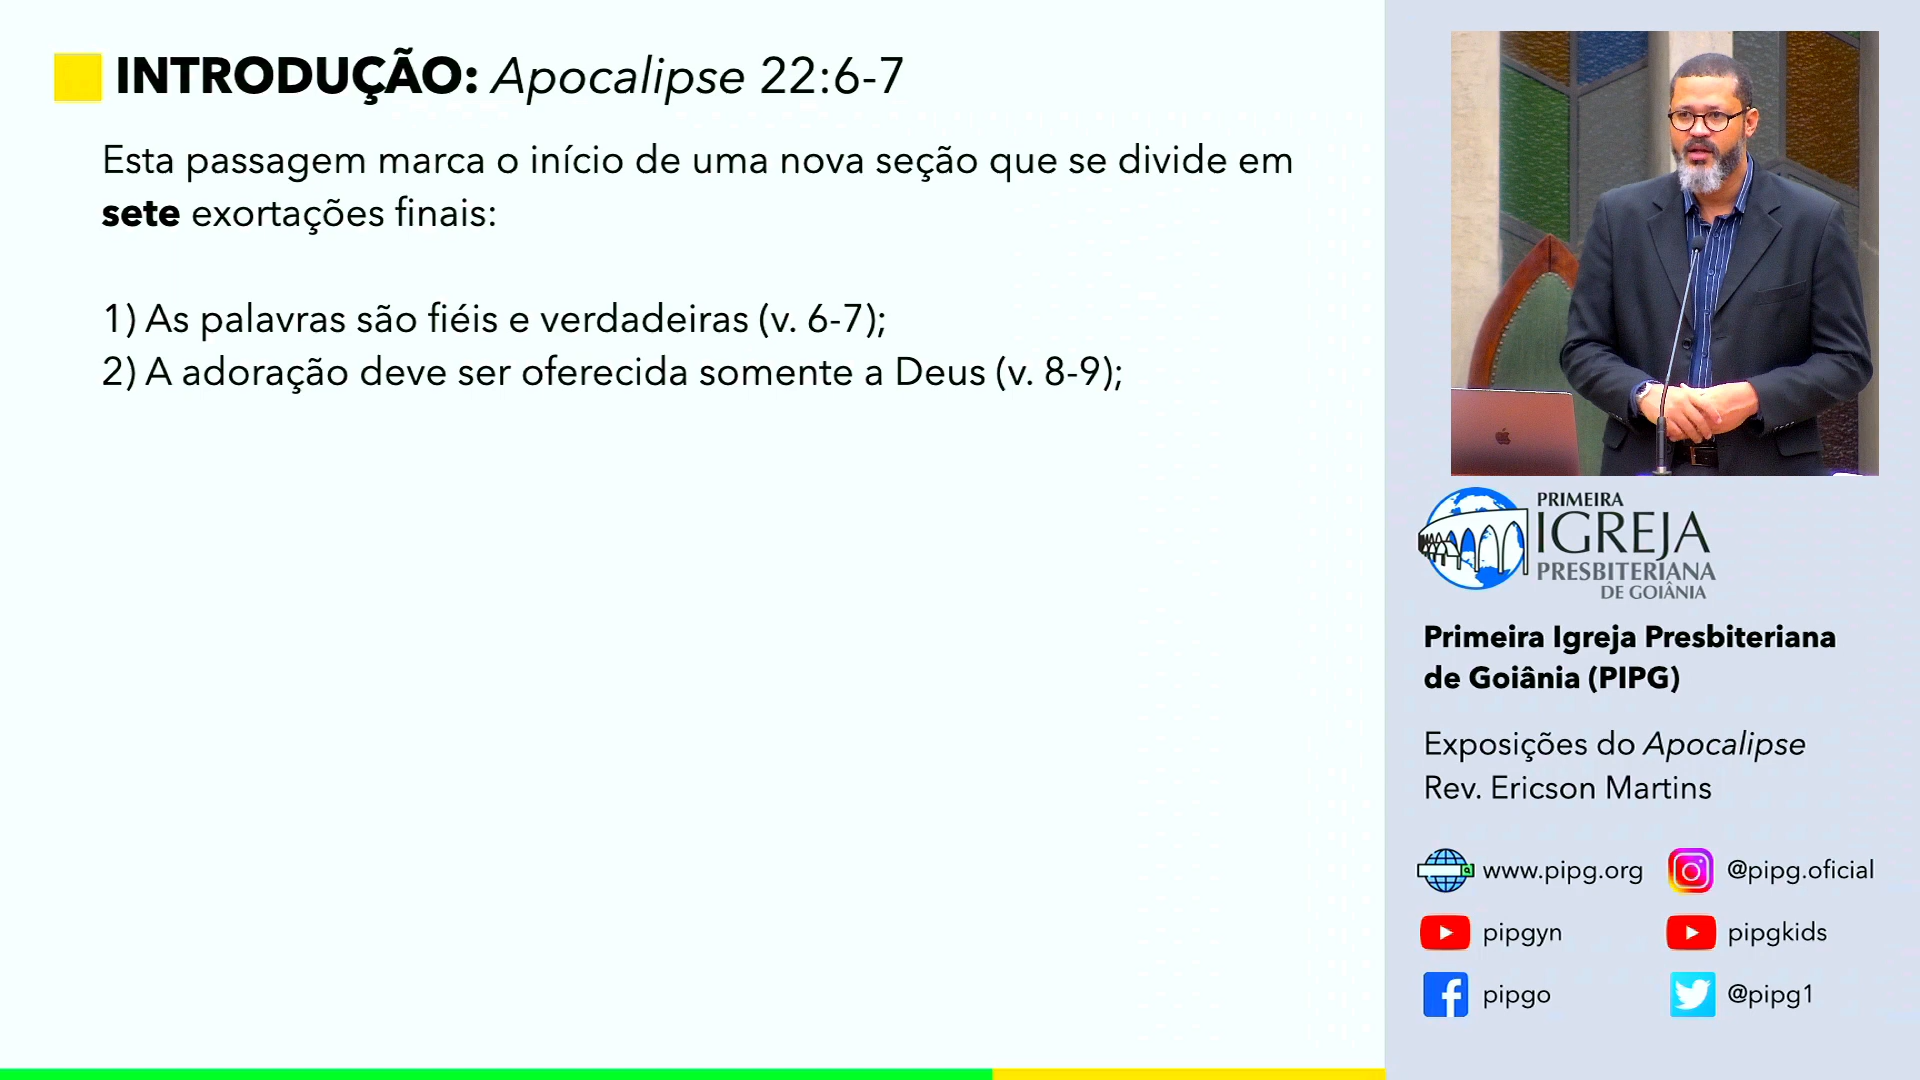 INTRODUÇÃO: Apocalipse 22:6-7
Esta passagem marca o início de uma nova seção que se divide em
sete exortações finais:
1) As palavras são fiéis e verdadeiras (v. 6-7);
2) A adoração deve ser oferecida somente a Deus (v. 8-9);
PRIMEIRA
IGREJA
PRESBITERIANA
DE GOIÂNIA
Primeira Igreja Presbiteriana
de Goiânia (PIPG)
Exposições do Apocalipse
Rev. Ericson Martins
www.pipg.org @pipg.oficial
pipgyn pipgkids
pipgo @pipg1